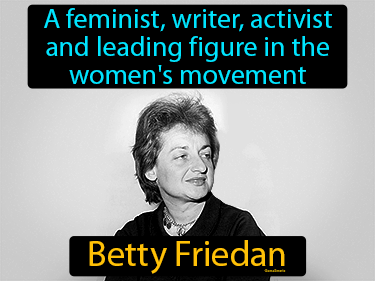 A feminist, writer, activist
and leading figure in the
women's movement
Betty Friedan